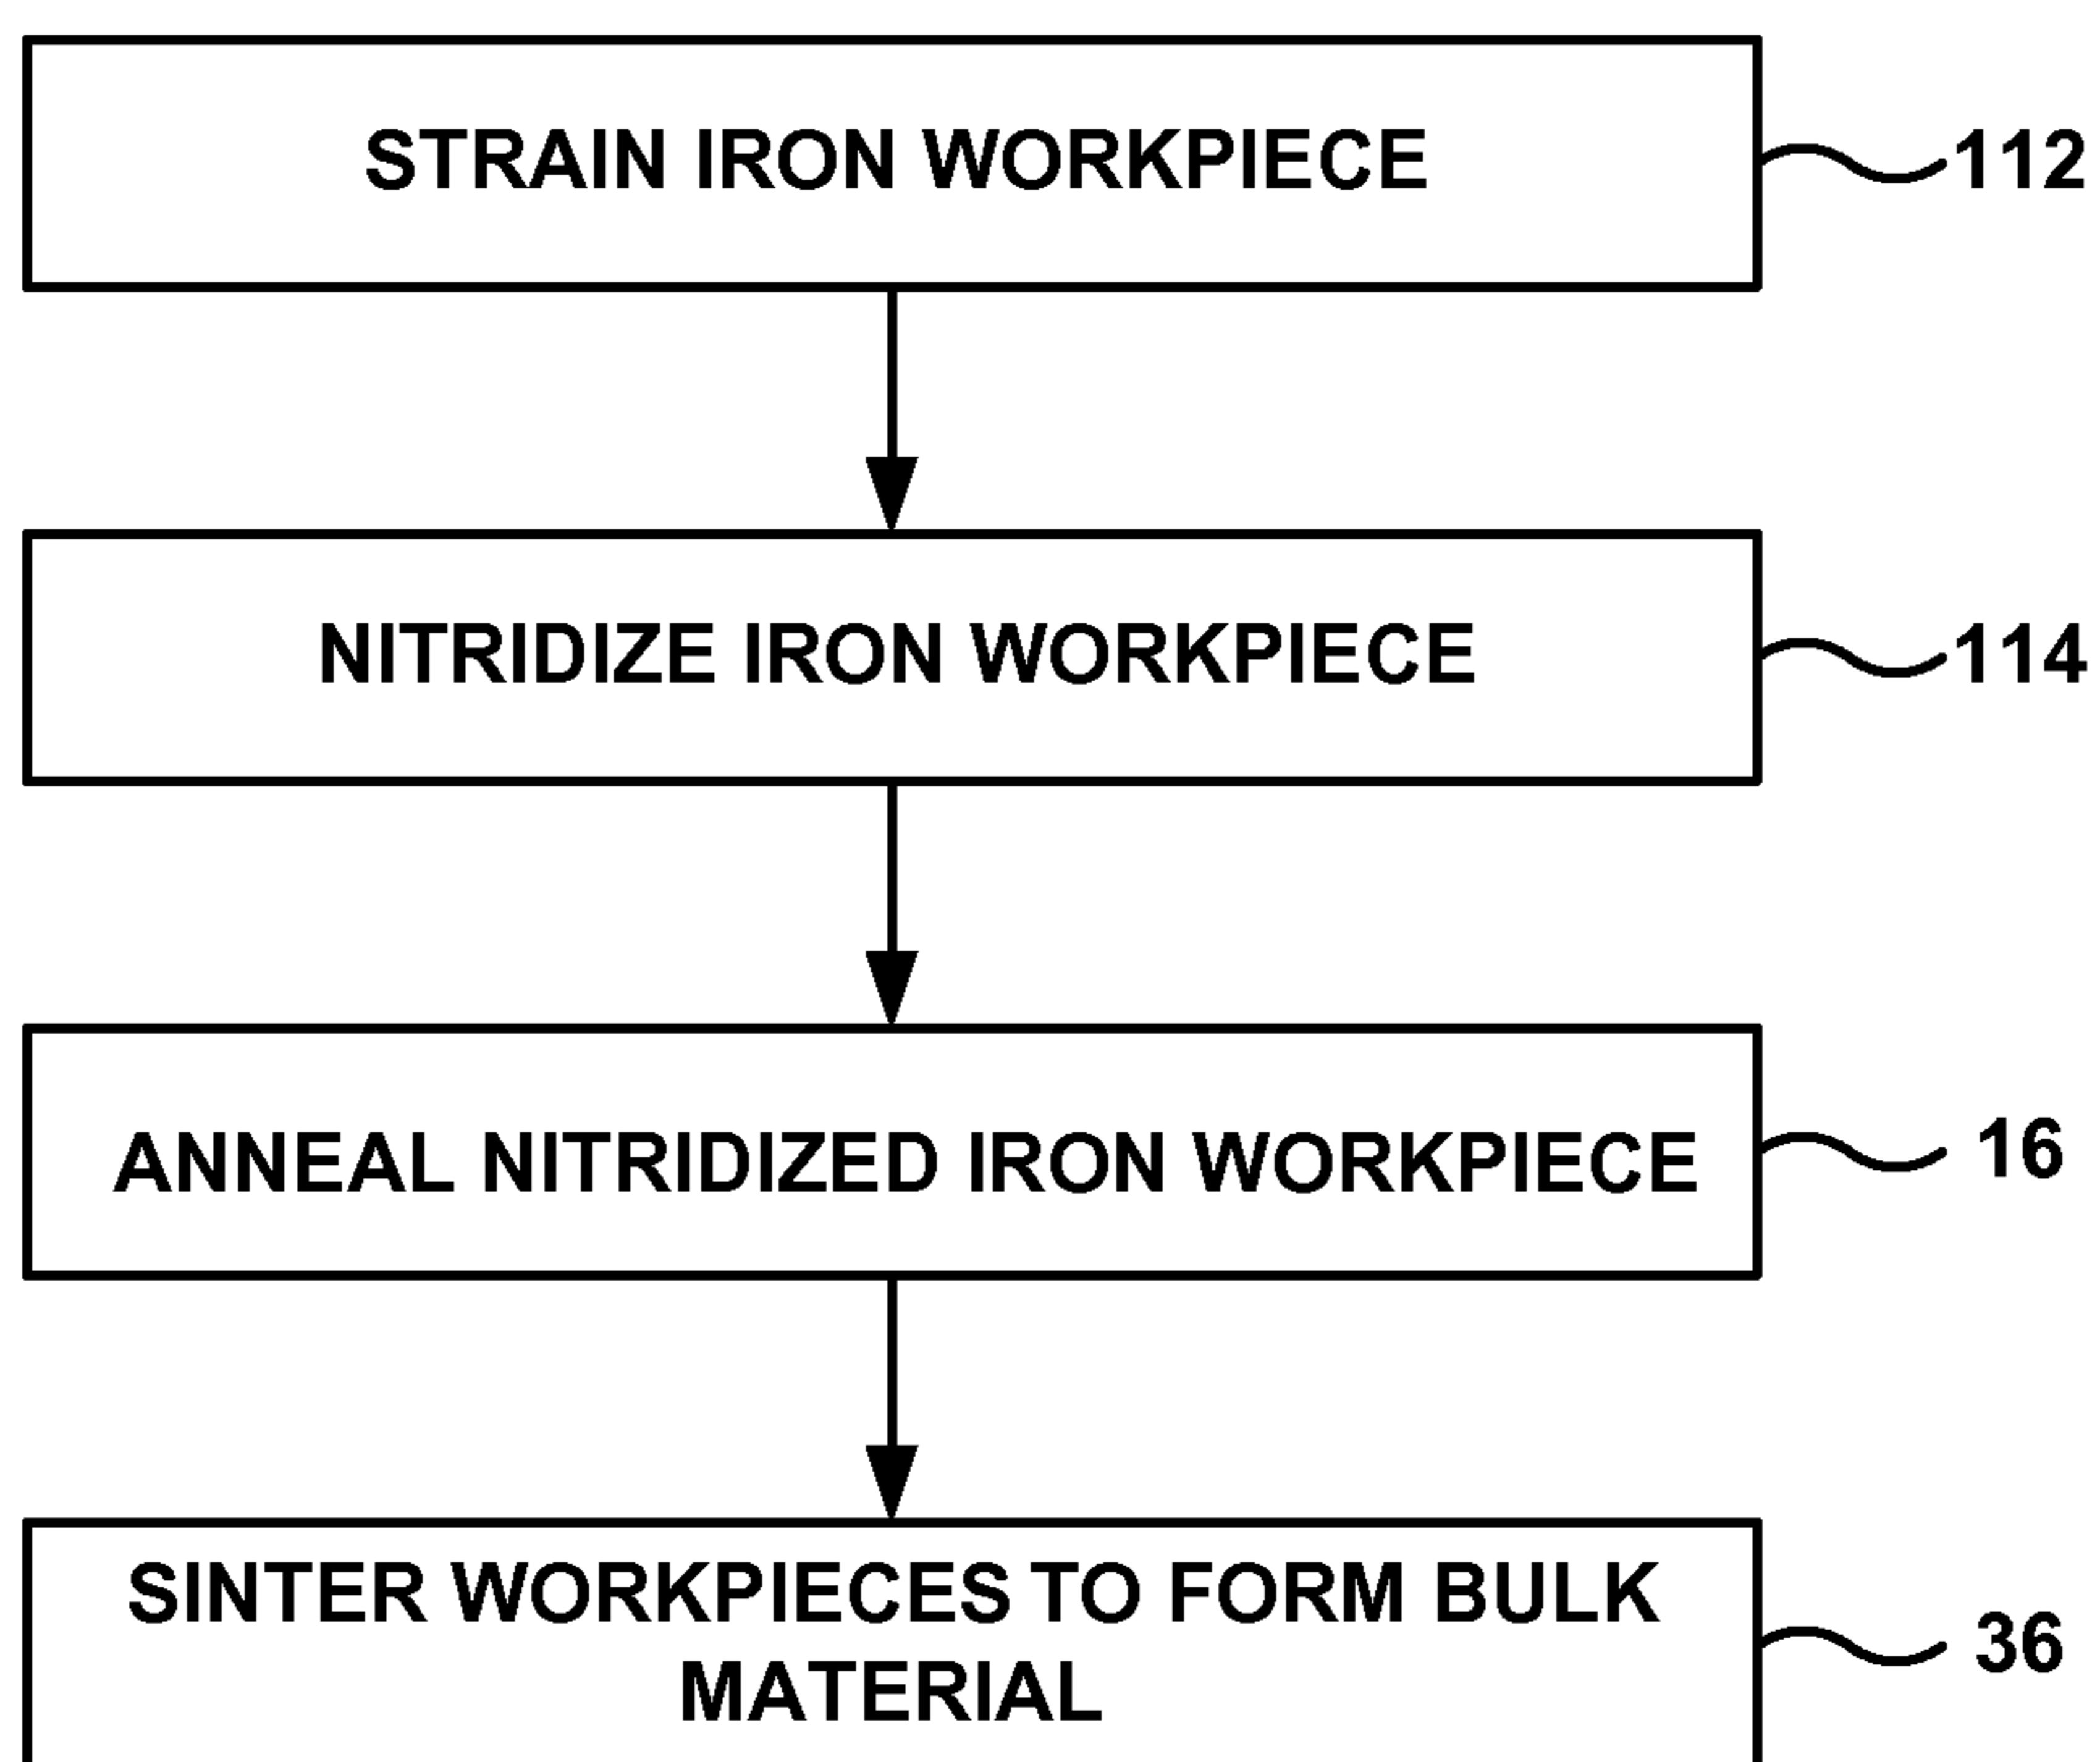 STRAIN IRON WORKPIECE
112
NITRIDIZE IRON WORKPIECE
114
ANNEAL NITRIDIZED IRON WORKPIECE
16
SINTER WORKPIECES TO FORM BULK
MATERIAL
36